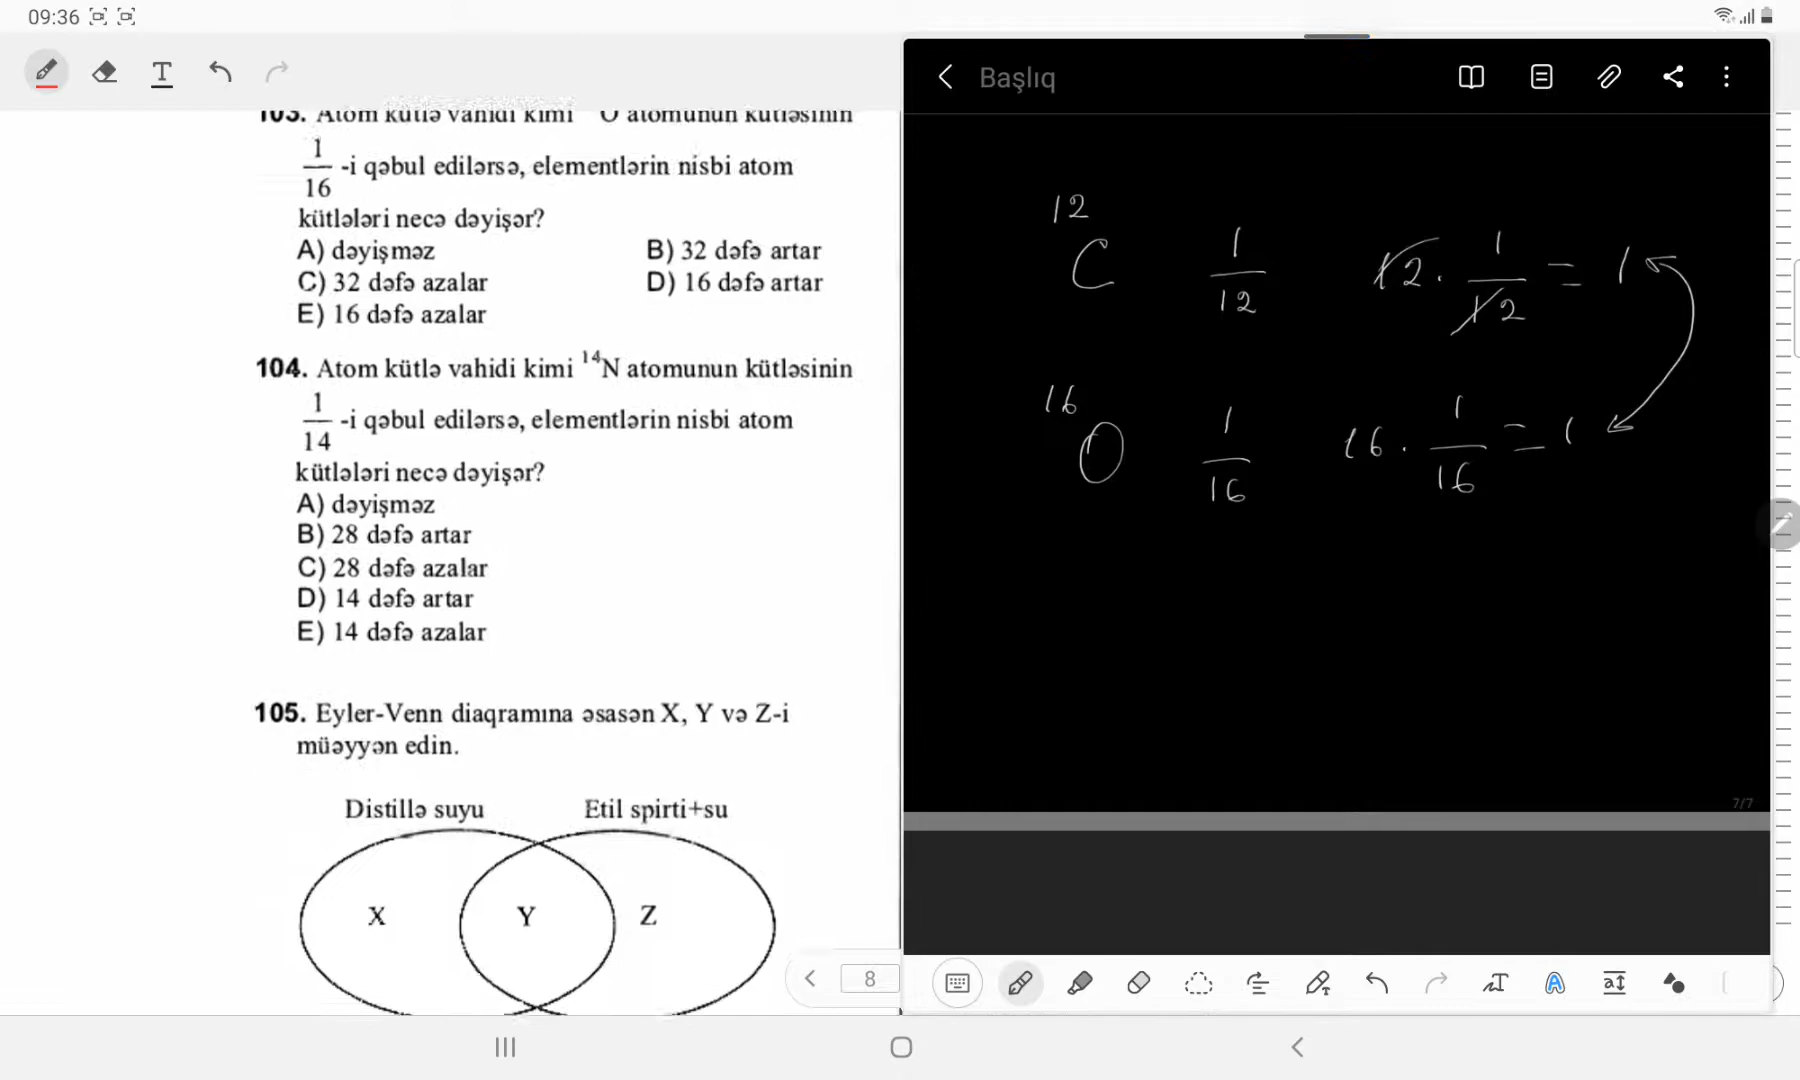 09:36
T
103. Atom kütlə vahidi kimi O atomunun kütləsinin
1
16
-i qəbul edilərsə, elementlərin nisbi atom
kütlələri necə dəyişər?
A) dəyişməz
B) 32 dəfə artar
C) 32 dəfə azalar
D) 16 dəfə artar
E) 16 dəfə azalar
104. Atom kütlə vahidi kimi ¹⁴N atomunun kütləsinin
1
14
-i qəbul edilərsə, elementlərin nisbi atom
kütlələri necə dəyişər?
A) dəyişməz
B) 28 dəfə artar
C) 28 dəfə azalar
D) 14 dəfə artar
E) 14 dəfə azalar
105. Eyler-Venn diaqramına əsasən X, Y və Z-i
müəyyən edin.
Distillə suyu
Etil spirti+su
X
Y
Z
8
Başlıq
12
C 1/12 12 · 1/12 = 1
16
O 1/16 16 · 1/16 = 1
7/7